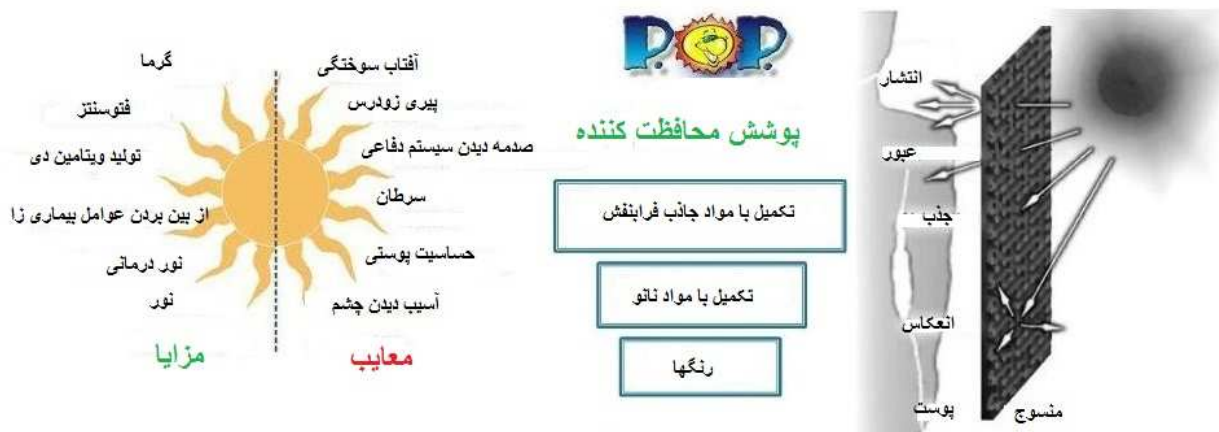 گرما
فتوسنتز
تولید ویتامین دی
از بین بردن عوامل بیماری زا
نور درمانی
نور
مزایا
آفتاب سوختگی
پیری زودرس
صدمه دیدن سیستم دفاعی
سرطان
حساسیت پوستی
آسیب دیدن چشم
معایب
P.O.P.
پوشش محافظت کننده
تکمیل با مواد جاذب فرابنفش
تکمیل با مواد نانو
رنگها
انتشار
عبور
جذب
انعکاس
پوست
منسوج